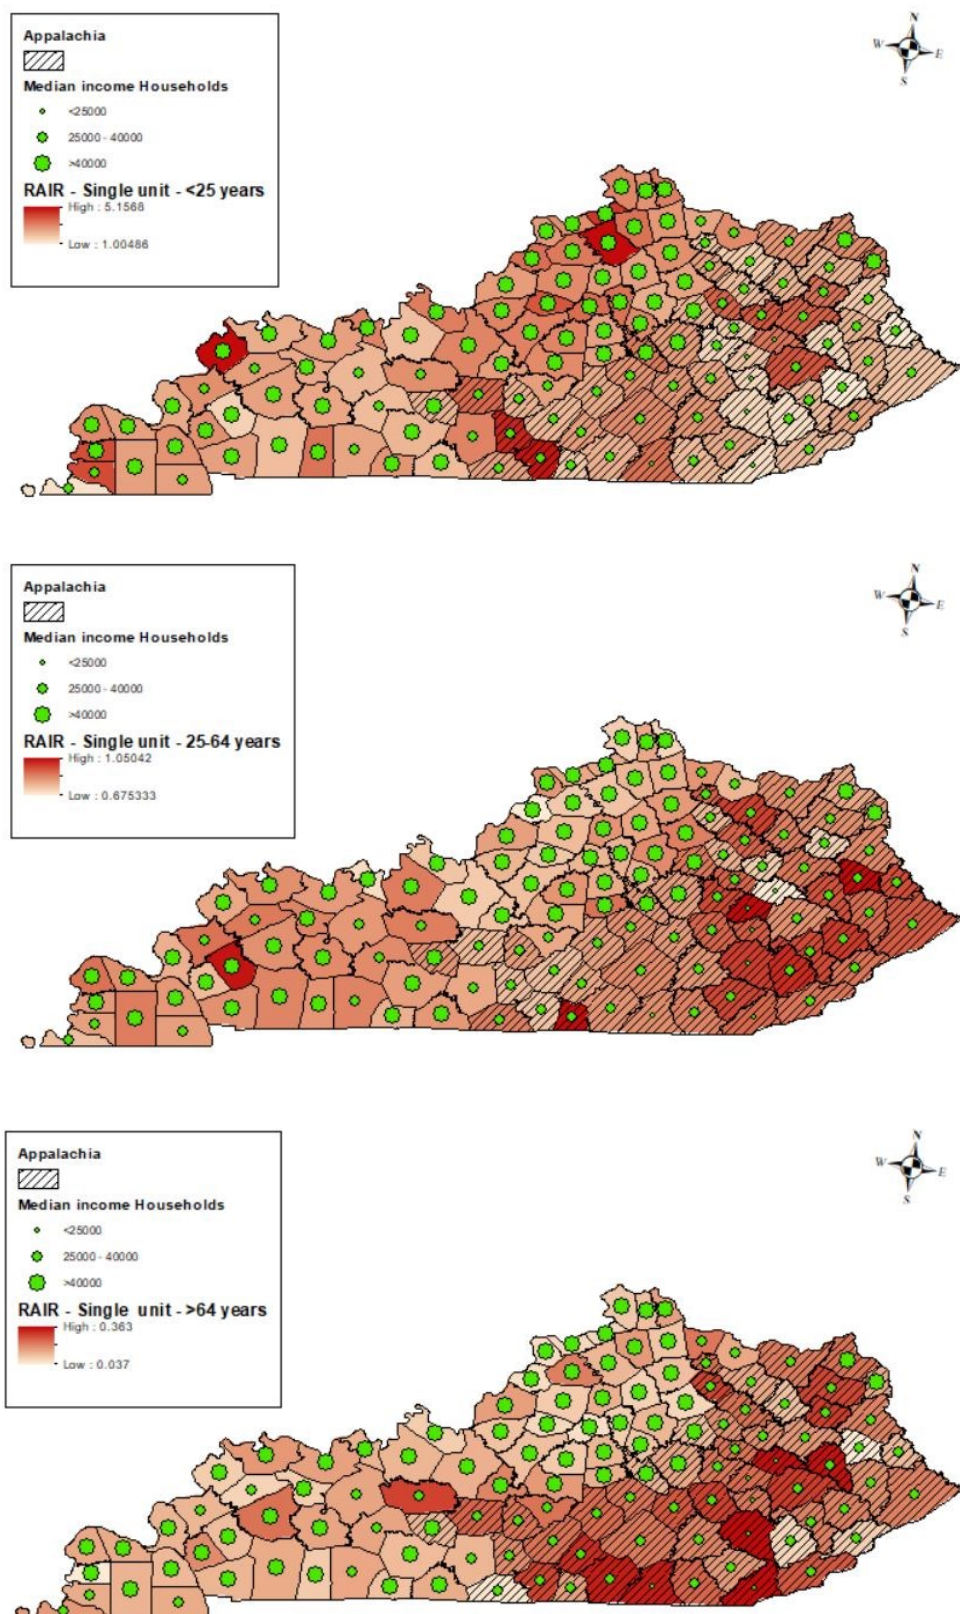 Appalachia
Median income Households
<25000
25000 - 40000
>40000
RAIR - Single unit - <25 years
High : 5.1568
Low : 1.00486
N
W
E
S
Appalachia
Median income Households
<25000
25000 - 40000
>40000
RAIR - Single unit - 25-64 years
High : 1.05042
Low : 0.675333
N
W
E
S
Appalachia
Median income Households
<25000
25000 - 40000
>40000
RAIR - Single unit - >64 years
High : 0.363
Low : 0.037
N
W
E
S